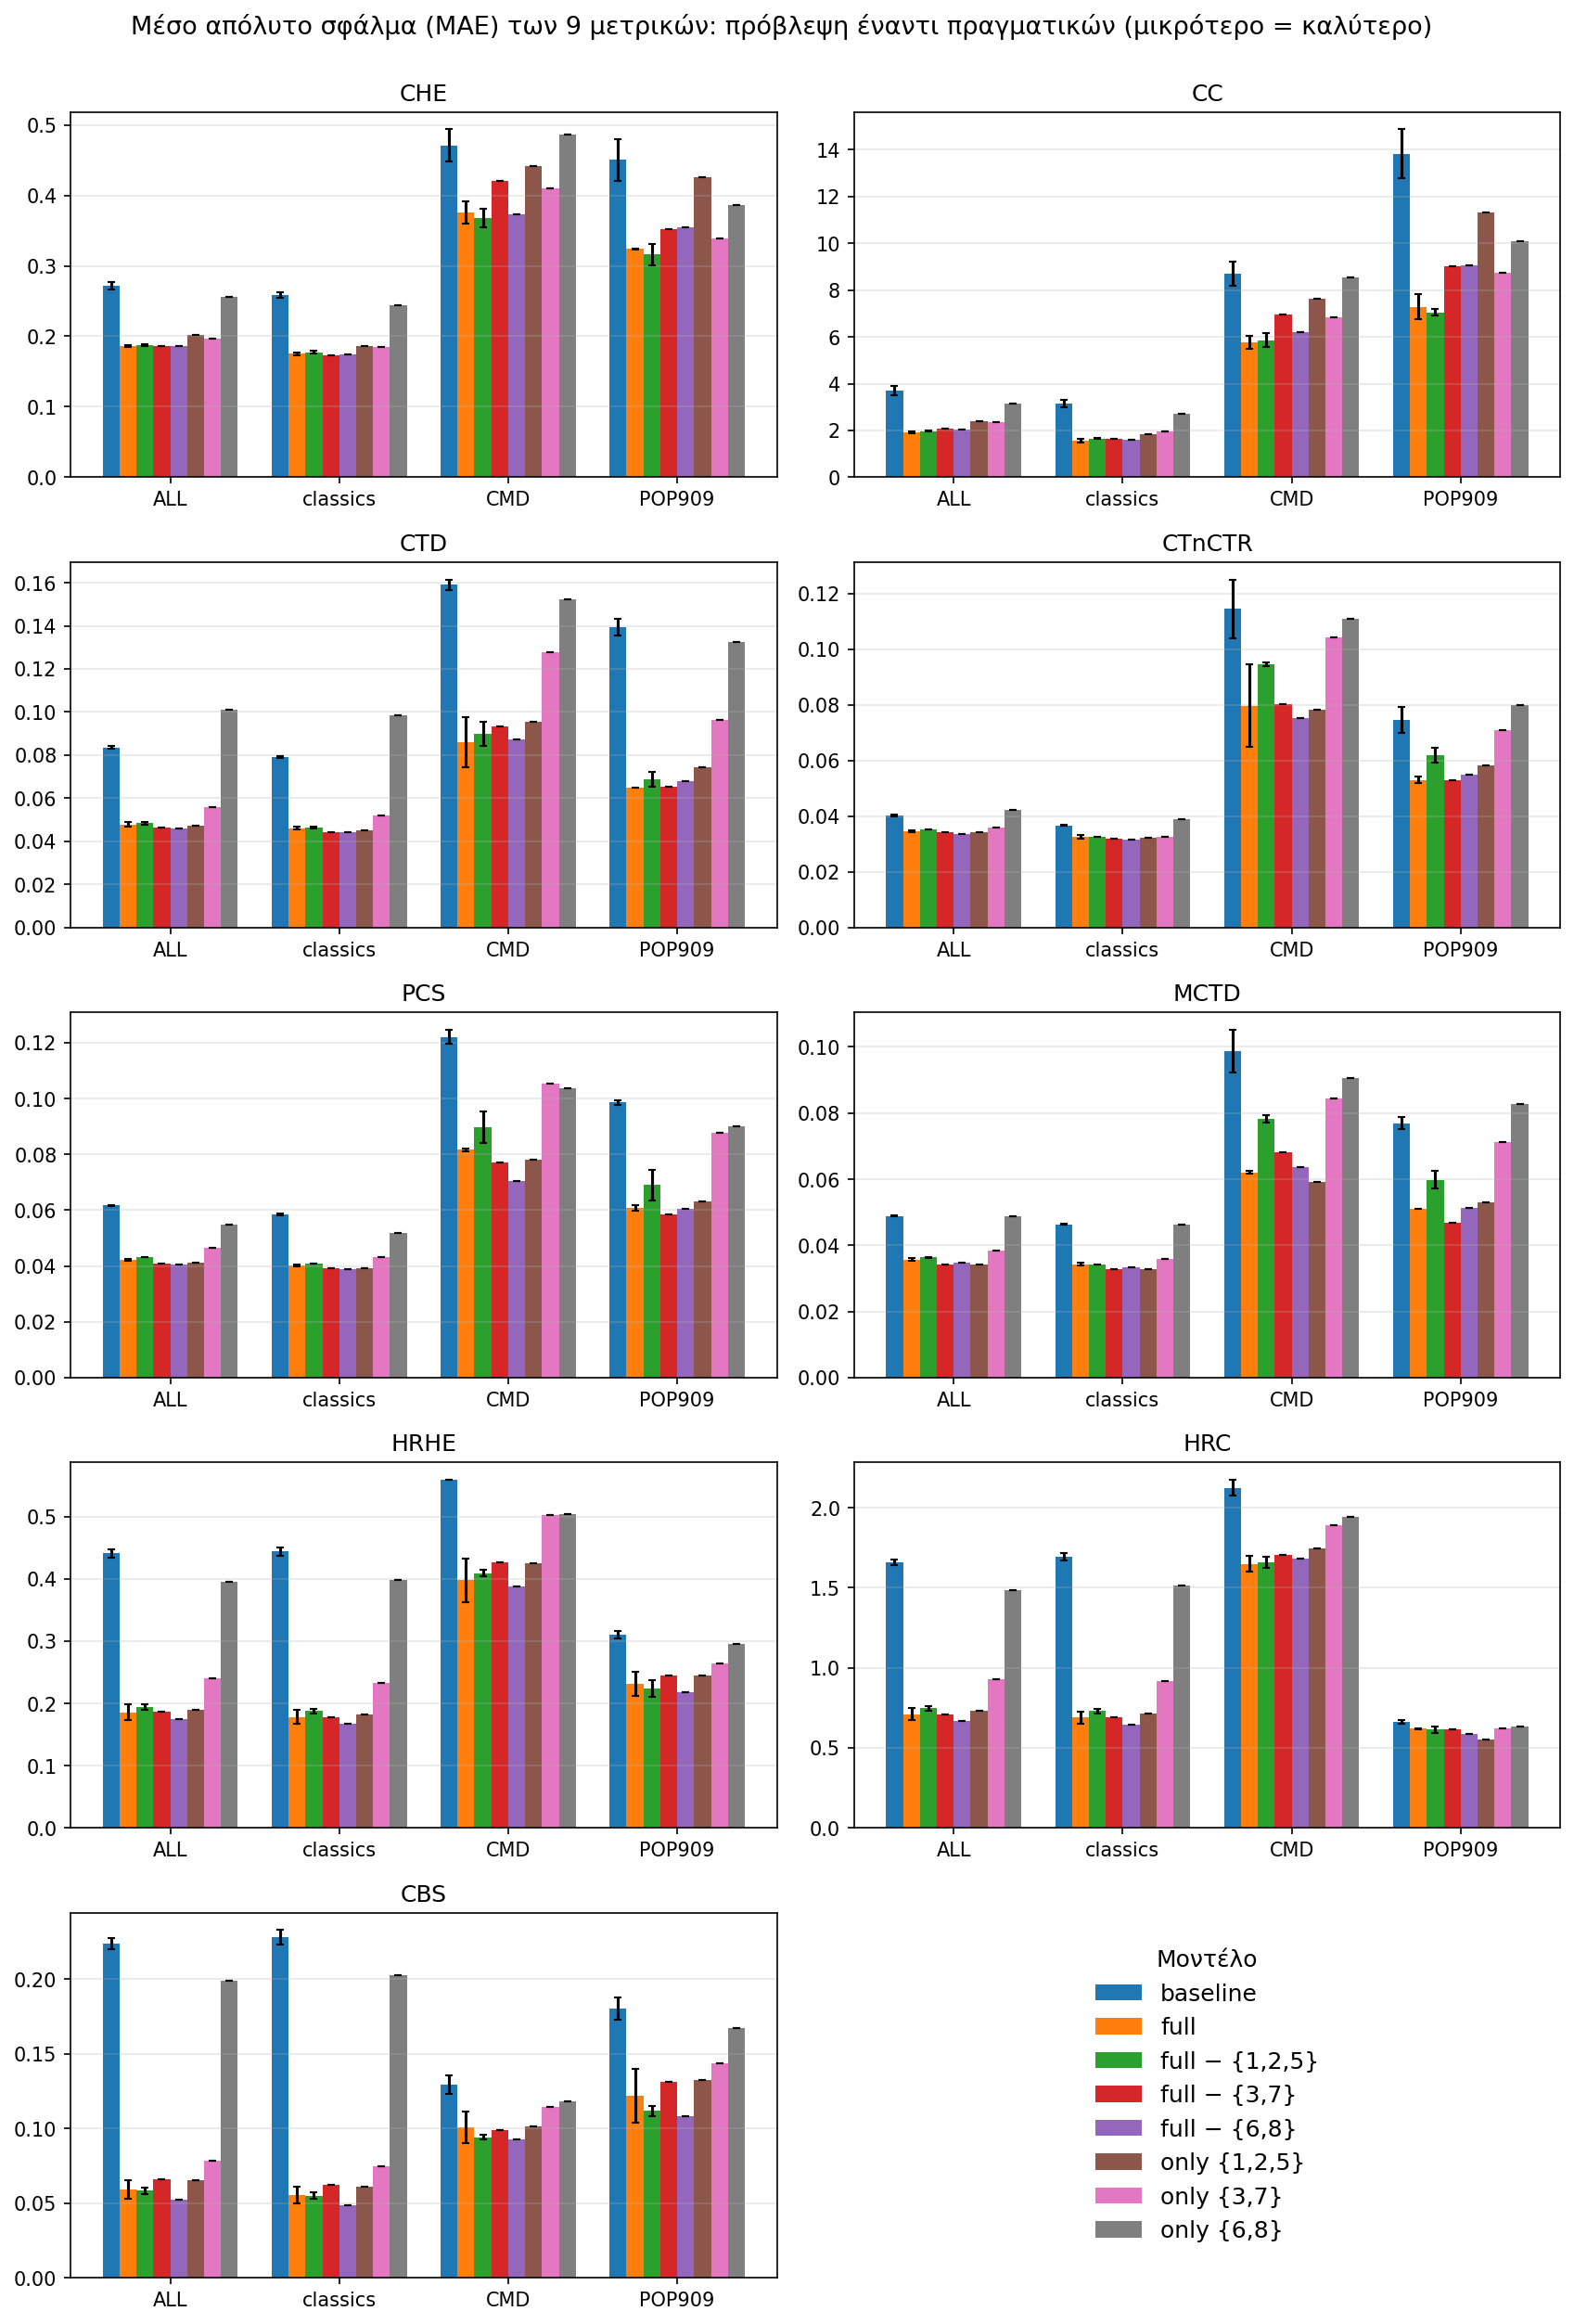 Μέσο απόλυτο σφάλμα (MAE) των 9 μετρικών: πρόβλεψη έναντι πραγματικών (μικρότερο = καλύτερο)
CHE
0.5
0.4
0.3
0.2
0.1
0.0
ALL classics CMD POP909
CC
14
12
10
8
6
4
2
0
ALL classics CMD POP909
CTD
0.16
0.14
0.12
0.10
0.08
0.06
0.04
0.02
0.00
ALL classics CMD POP909
CTnCTR
0.12
0.10
0.08
0.06
0.04
0.02
0.00
ALL classics CMD POP909
PCS
0.12
0.10
0.08
0.06
0.04
0.02
0.00
ALL classics CMD POP909
MCTD
0.10
0.08
0.06
0.04
0.02
0.00
ALL classics CMD POP909
HRHE
0.5
0.4
0.3
0.2
0.1
0.0
ALL classics CMD POP909
HRC
2.0
1.5
1.0
0.5
0.0
ALL classics CMD POP909
CBS
0.20
0.15
0.10
0.05
0.00
ALL classics CMD POP909
Μοντέλο
baseline
full
full − {1,2,5}
full − {3,7}
full − {6,8}
only {1,2,5}
only {3,7}
only {6,8}